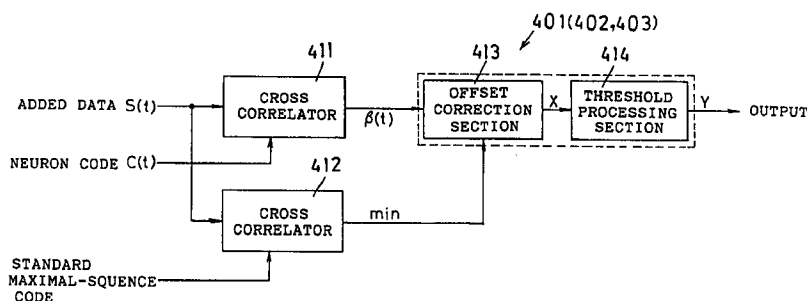 401(402,403)
411
413
414
ADDED DATA S(t)
CROSS
CORRELATOR
β(t)
OFFSET
CORRECTION
SECTION
X
THRESHOLD
PROCESSING
SECTION
Y
OUTPUT
NEURON CODE C(t)
412
CROSS
CORRELATOR
min
STANDARD
MAXIMAL-SQUENCE
CODE